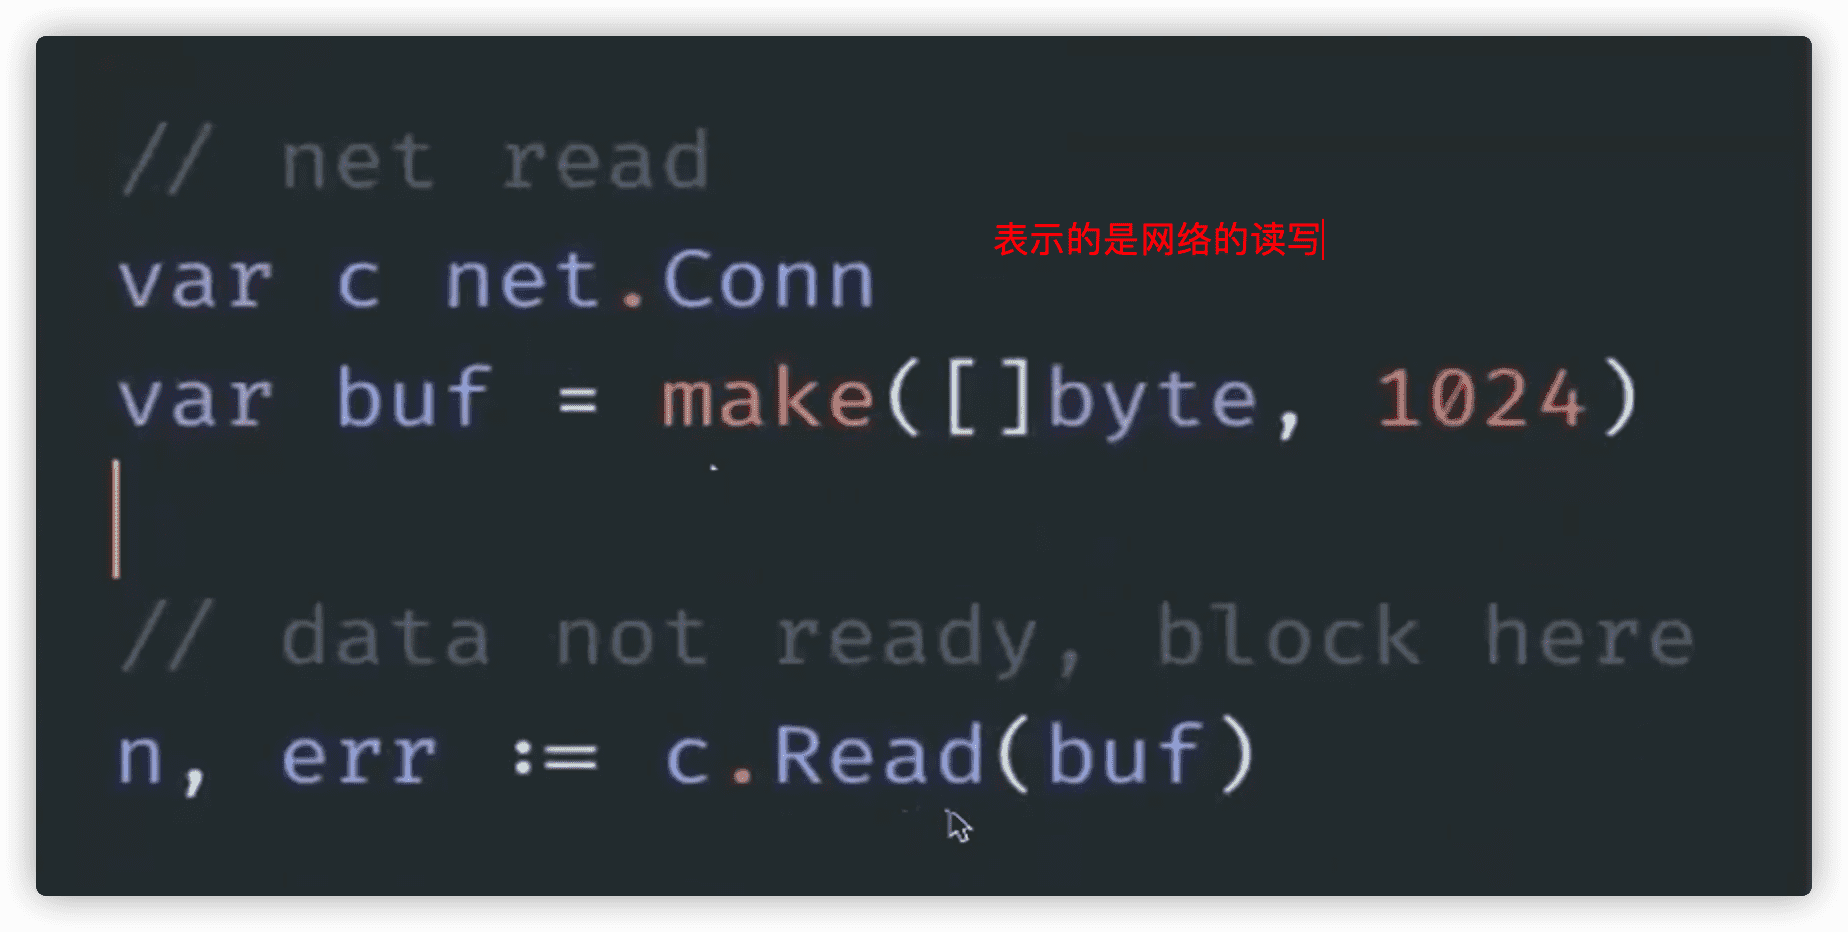 // net read
表示的是网络的读写
var c net.Conn
var buf = make([]byte, 1024)
// data not ready, block here
n, err := c.Read(buf)